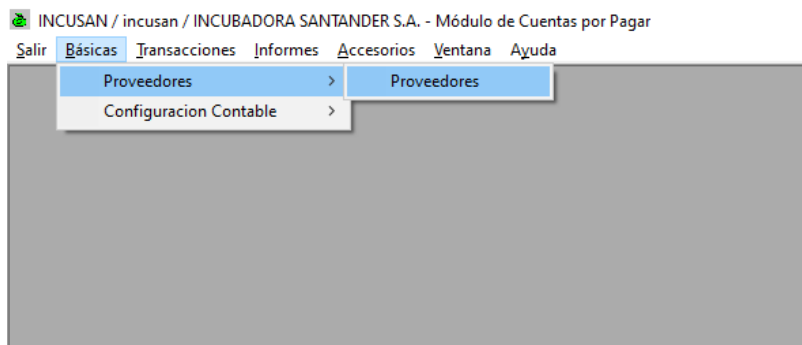 INCUSAN / incusan / INCUBADORA SANTANDER S.A. - Módulo de Cuentas por Pagar
Salir Básicas Transacciones Informes Accesorios Ventana Ayuda
Proveedores > Proveedores
Configuracion Contable >